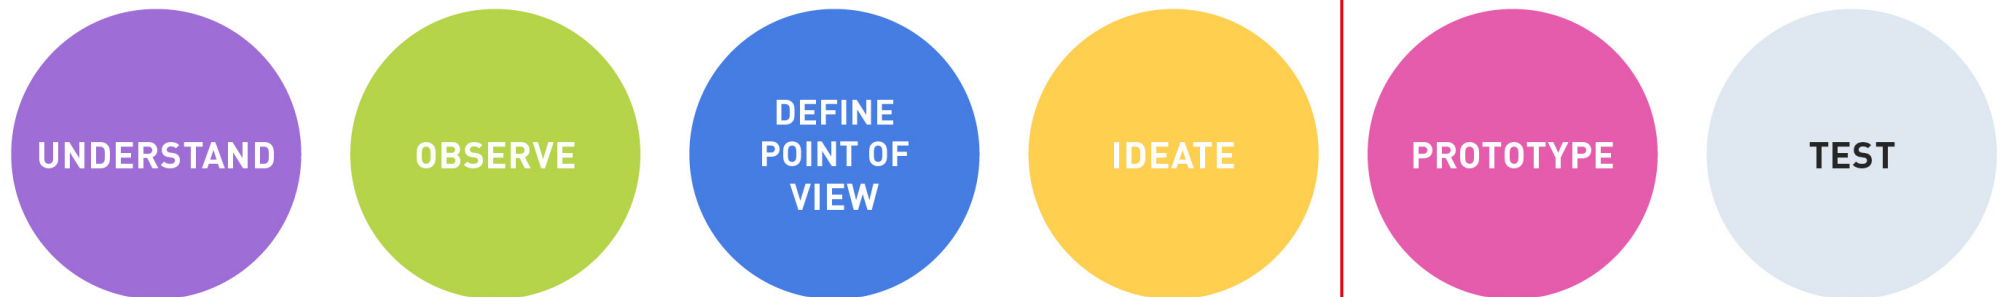 UNDERSTAND
OBSERVE
DEFINE
POINT OF
VIEW
IDEATE
PROTOTYPE
TEST